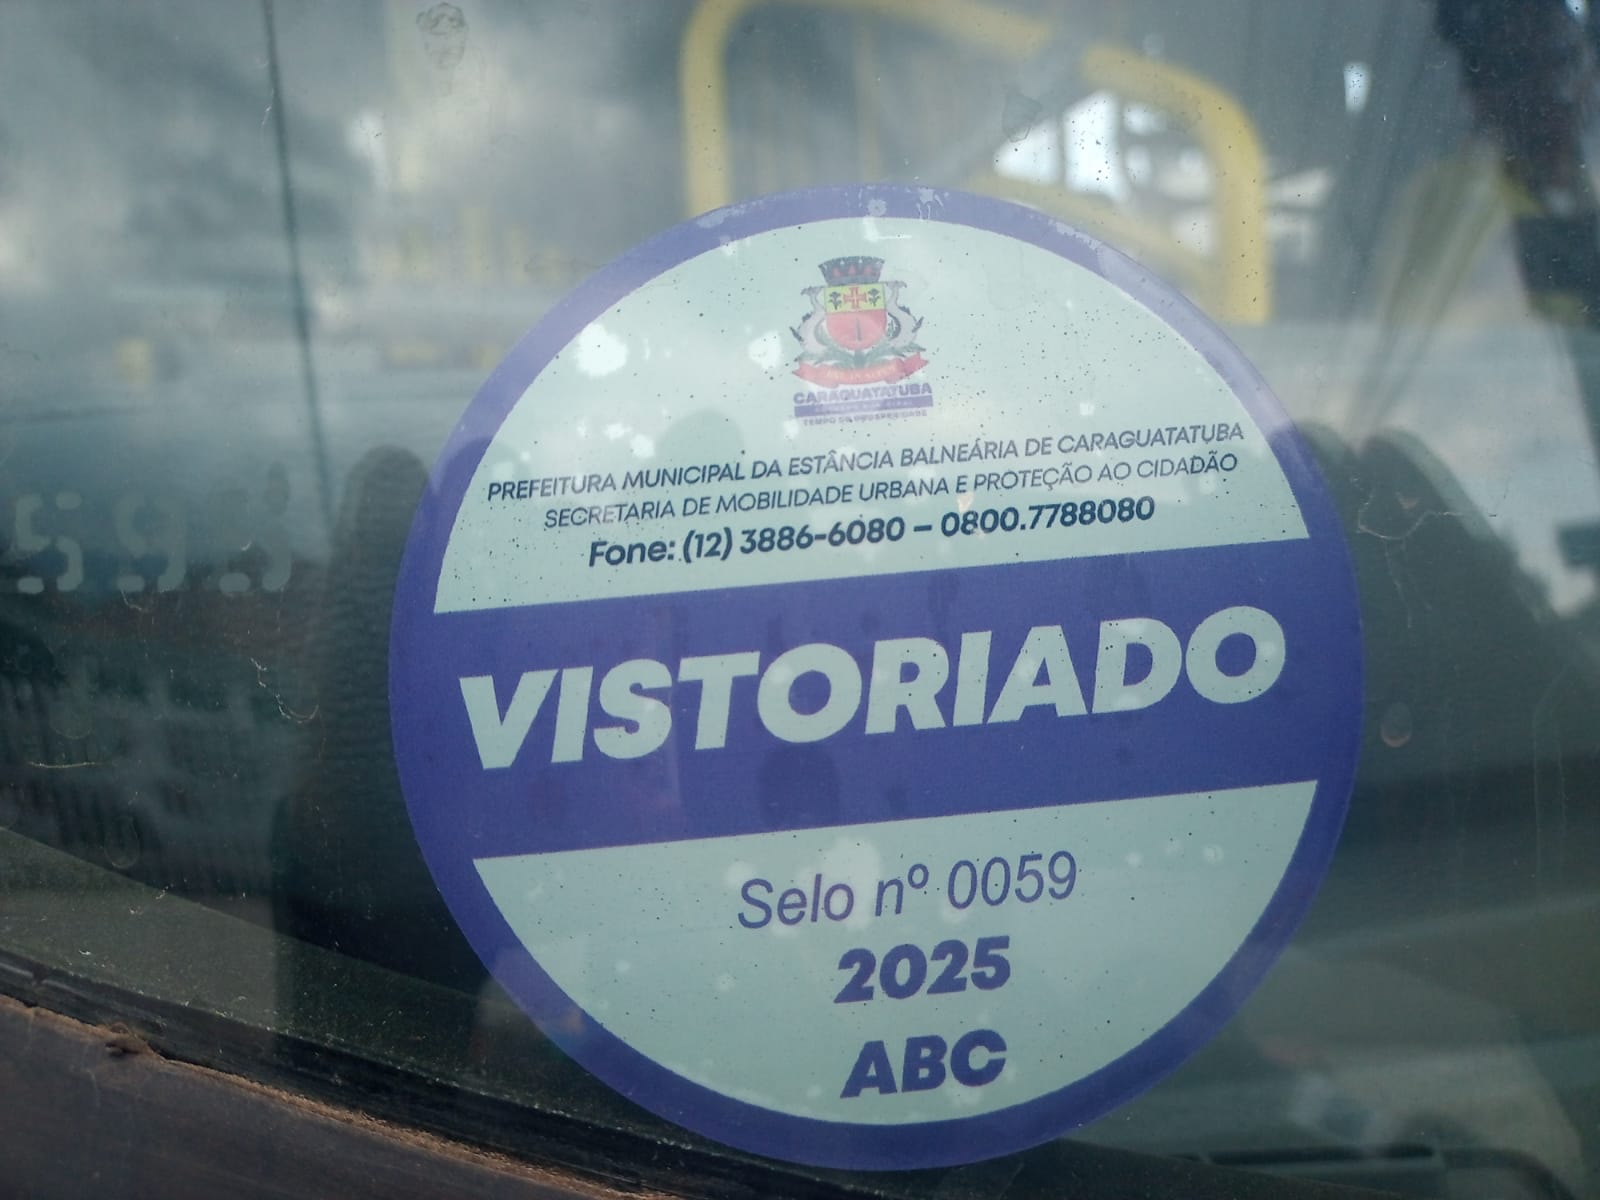 CARAGUATATUBA
PREFEITURA MUNICIPAL DA ESTÂNCIA BALNEÁRIA DE CARAGUATATUBA
SECRETARIA DE MOBILIDADE URBANA E PROTEÇÃO AO CIDADÃO
Fone: (12) 3886-6080 – 0800.7788080
VISTORIADO
Selo nº 0059
2025
ABC